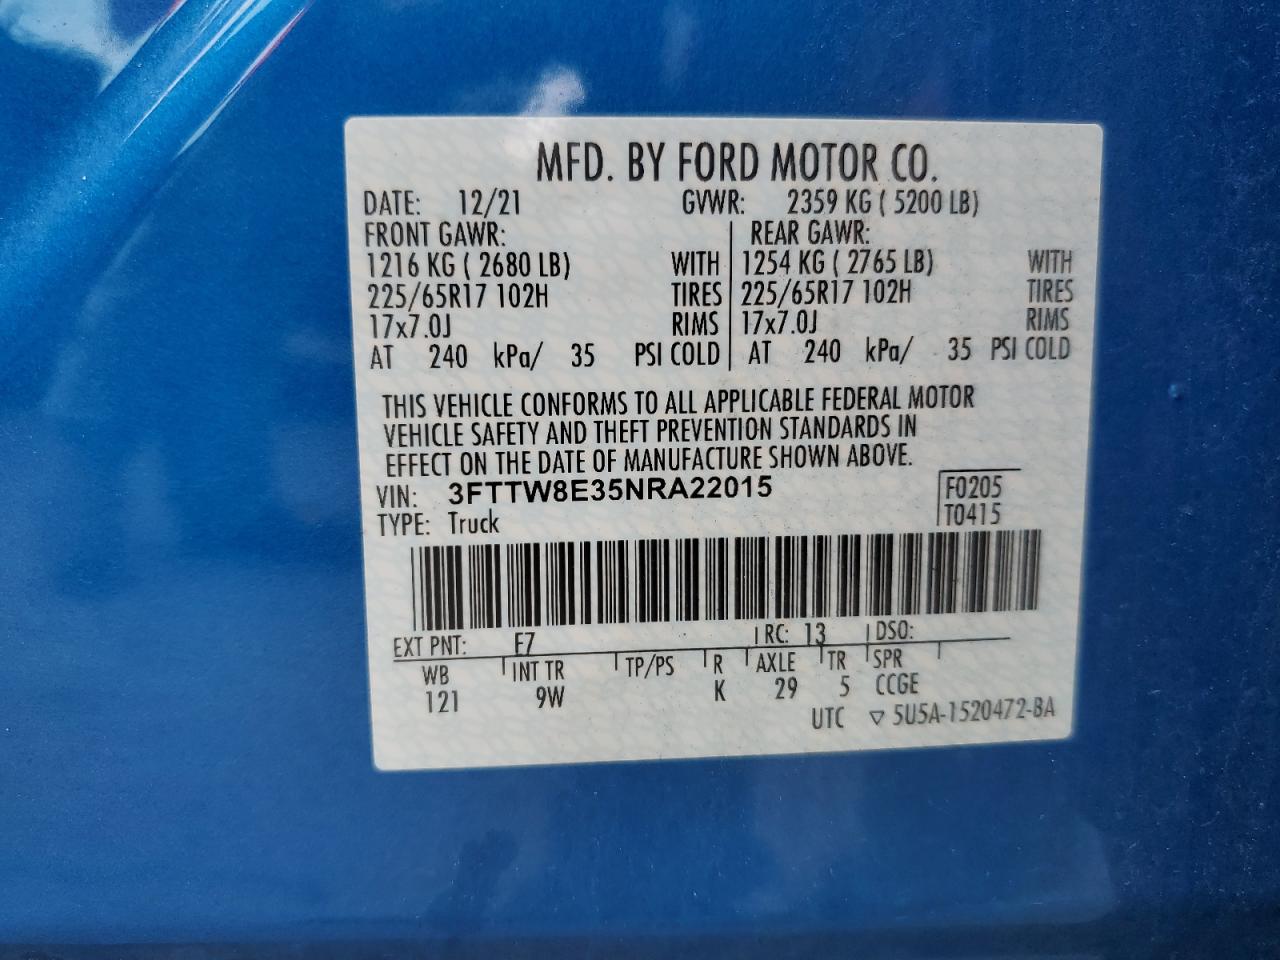 MFD. BY FORD MOTOR CO.
DATE: 12/21 GVWR: 2359 KG ( 5200 LB)
FRONT GAWR: REAR GAWR:
1216 KG ( 2680 LB) WITH 1254 KG ( 2765 LB) WITH
225/65R17 102H TIRES 225/65R17 102H TIRES
17x7.0J RIMS 17x7.0J RIMS
AT 240 kPa/ 35 PSI COLD AT 240 kPa/ 35 PSI COLD
THIS VEHICLE CONFORMS TO ALL APPLICABLE FEDERAL MOTOR
VEHICLE SAFETY AND THEFT PREVENTION STANDARDS IN
EFFECT ON THE DATE OF MANUFACTURE SHOWN ABOVE.
VIN: 3FTTW8E35NRA22015 F0205
TYPE: Truck T0415
EXT PNT: E7 RC: 13 DSO:
WB INT TR TP/PS R AXLE TR SPR
121 9W K 29 5 CCGE
UTC ▽ 5U5A-1520472-BA